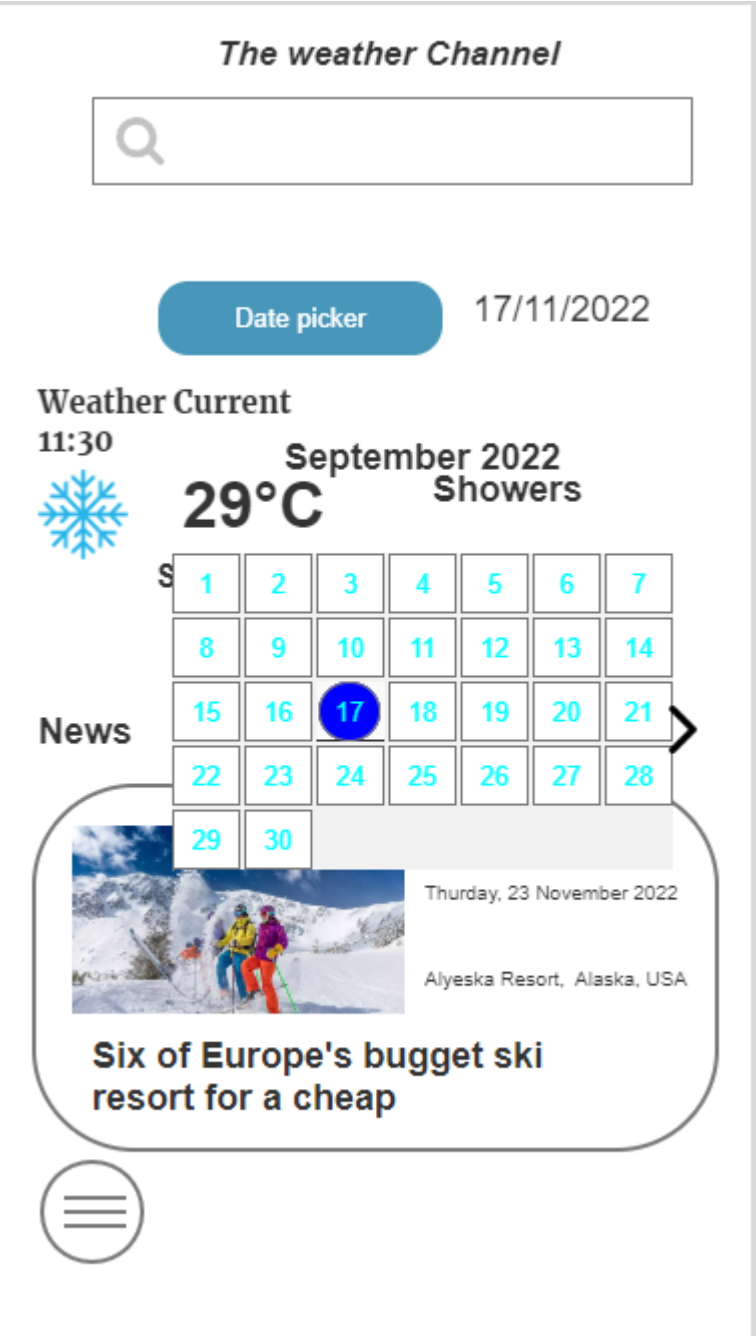 The weather Channel
Date picker
17/11/2022
Weather Current
11:30
September 2022
29°C
Showers
S
1 2 3 4 5 6 7
8 9 10 11 12 13 14
15 16 17 18 19 20 21
News
22 23 24 25 26 27 28
29 30
Thurday, 23 November 2022
Alyeska Resort, Alaska, USA
Six of Europe's bugget ski
resort for a cheap